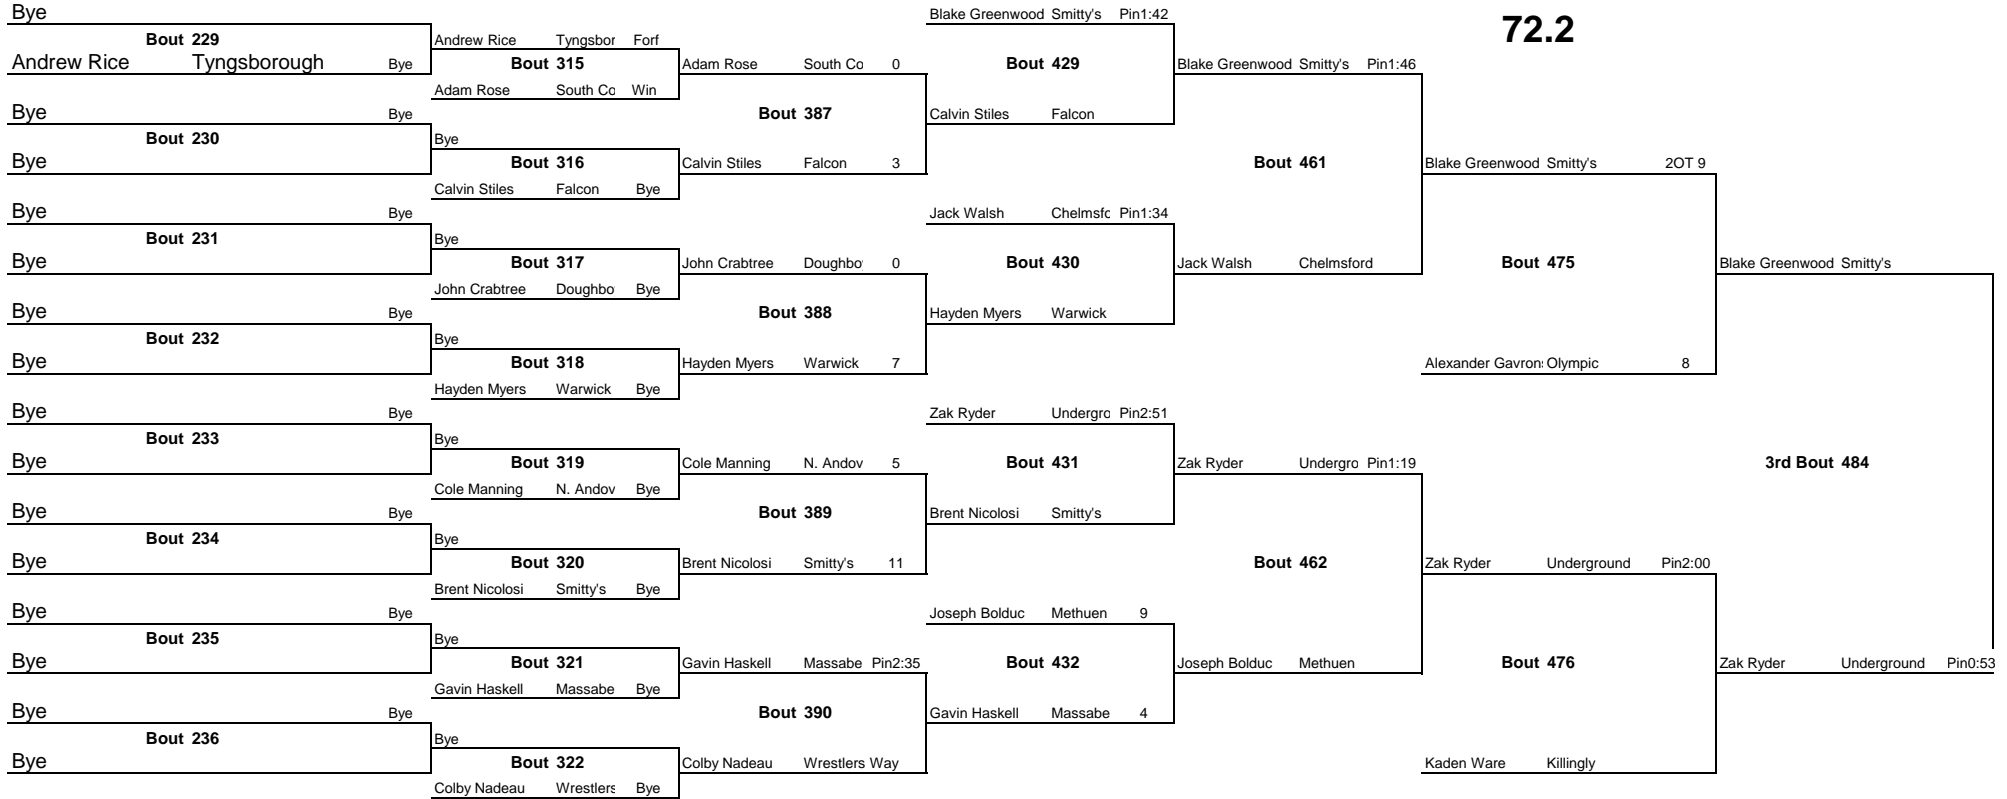 Bye
Blake Greenwood Smitty's Pin1:42
72.2
Bout 229
Andrew Rice Tyngsbor Forf
Andrew Rice Tyngsborough Bye
Bout 315
Adam Rose South Co 0
Bout 429
Blake Greenwood Smitty's Pin1:46
Adam Rose South Co Win
Bye Bye
Bout 387
Calvin Stiles Falcon
Bout 230
Bye
Bye
Bout 316
Calvin Stiles Falcon 3
Bout 461
Blake Greenwood Smitty's 2OT 9
Calvin Stiles Falcon Bye
Bye Bye
Jack Walsh Chelmsfc Pin1:34
Bout 231
Bye
Bye
Bout 317
John Crabtree Doughbo 0
Bout 430
Jack Walsh Chelmsford
Bout 475
Blake Greenwood Smitty's
John Crabtree Doughbo Bye
Bye Bye
Bout 388
Hayden Myers Warwick
Bout 232
Bye
Bye
Bout 318
Hayden Myers Warwick 7
Alexander Gavron Olympic 8
Hayden Myers Warwick Bye
Bye Bye
Zak Ryder Undergro Pin2:51
Bout 233
Bye
Bye
Bout 319
Cole Manning N. Andov 5
Bout 431
Zak Ryder Undergro Pin1:19
3rd Bout 484
Cole Manning N. Andov Bye
Bye Bye
Bout 389
Brent Nicolosi Smitty's
Bout 234
Bye
Bye
Bout 320
Brent Nicolosi Smitty's 11
Bout 462
Zak Ryder Underground Pin2:00
Brent Nicolosi Smitty's Bye
Bye Bye
Joseph Bolduc Methuen 9
Bout 235
Bye
Bye
Bout 321
Gavin Haskell Massabe Pin2:35
Bout 432
Joseph Bolduc Methuen
Bout 476
Zak Ryder Underground Pin0:53
Gavin Haskell Massabe Bye
Bye Bye
Bout 390
Gavin Haskell Massabe 4
Bout 236
Bye
Bye
Bout 322
Colby Nadeau Wrestlers Way
Kaden Ware Killingly
Colby Nadeau Wrestlers Bye